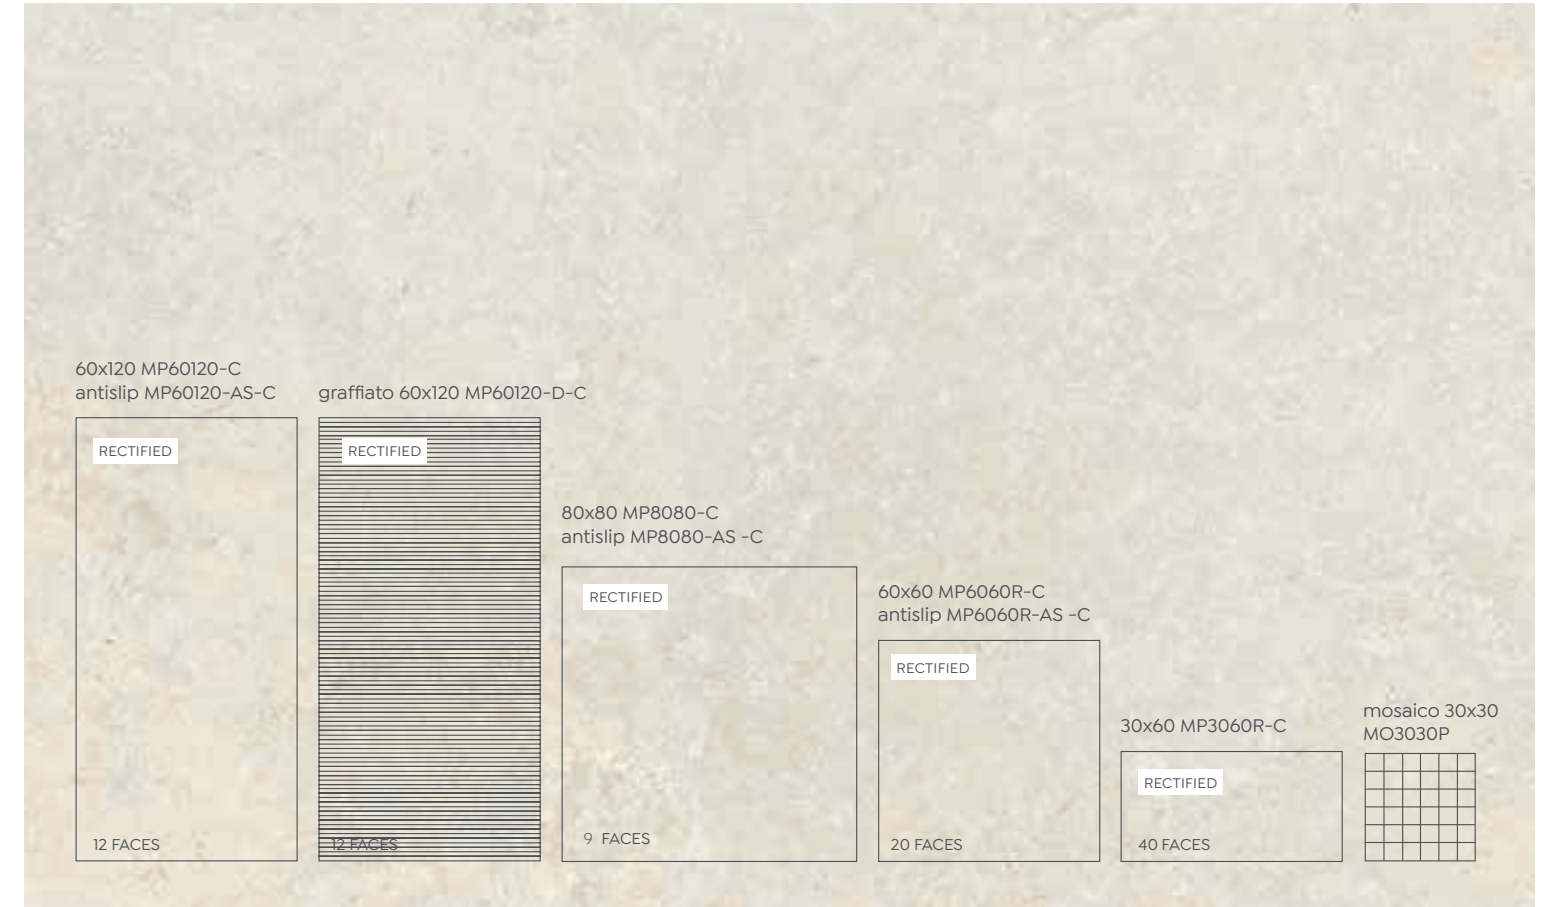 60x120 MP60120-C
antislip MP60120-AS-C
RECTIFIED
12 FACES
graffiato 60x120 MP60120-D-C
RECTIFIED
12 FACES
80x80 MP8080-C
antislip MP8080-AS -C
RECTIFIED
9 FACES
60x60 MP6060R-C
antislip MP6060R-AS -C
RECTIFIED
20 FACES
30x60 MP3060R-C
RECTIFIED
40 FACES
mosaico 30x30
MO3030P